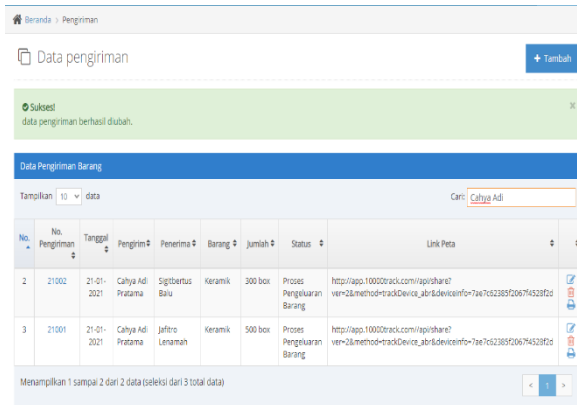 Beranda > Pengiriman
Data pengiriman
+ Tambah
Sukses!
×
data pengiriman berhasil diubah.
Data Pengiriman Barang
Tampilkan 10 data
Cari: Cahya Adi
No. No. Pengiriman Tanggal Pengirim Penerima Barang Jumlah Status Link Peta
2 21002 21-01-2021 Cahya Adi Pratama Sigitbertus Balu Keramik 300 box Proses Pengeluaran Barang http://app.10000track.com//api/share?
ver=2&method=trackDevice_abr&deviceinfo=7ae7c62385f2067f4528f2d
3 21001 21-01-2021 Cahya Adi Pratama Jafitro Lenamah Keramik 500 box Proses Pengeluaran Barang http://app.10000track.com//api/share?
ver=2&method=trackDevice_abr&deviceinfo=7ae7c62385f2067f4528f2d
Menampilkan 1 sampai 2 dari 2 data (seleksi dari 3 total data)
< 1 >